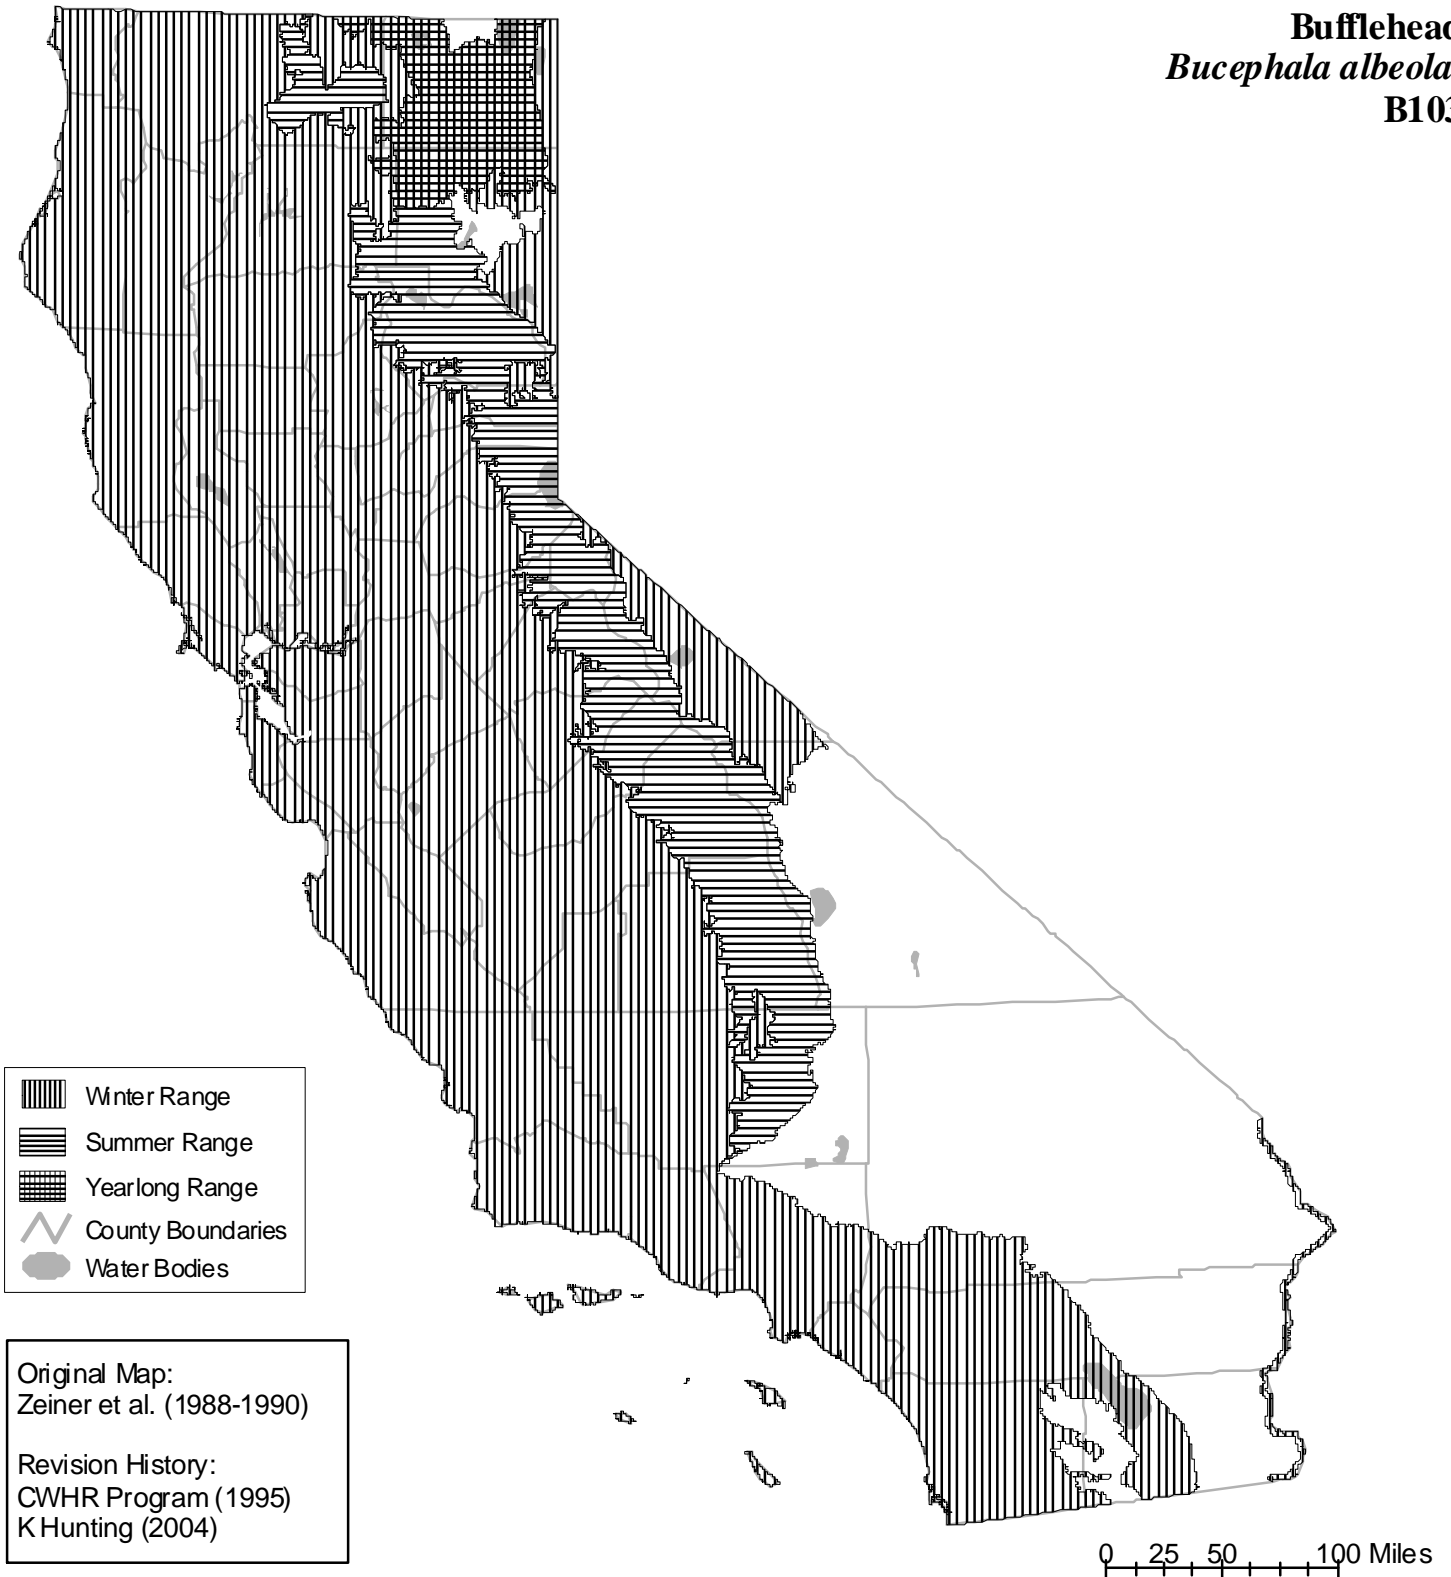 Bufflehead
Bucephala albeola,
B103
Winter Range
Summer Range
Yearlong Range
County Boundaries
Water Bodies
Original Map:
Zeiner et al. (1988-1990)
Revision History:
CWHR Program (1995)
K Hunting (2004)
0 25 50 100 Miles